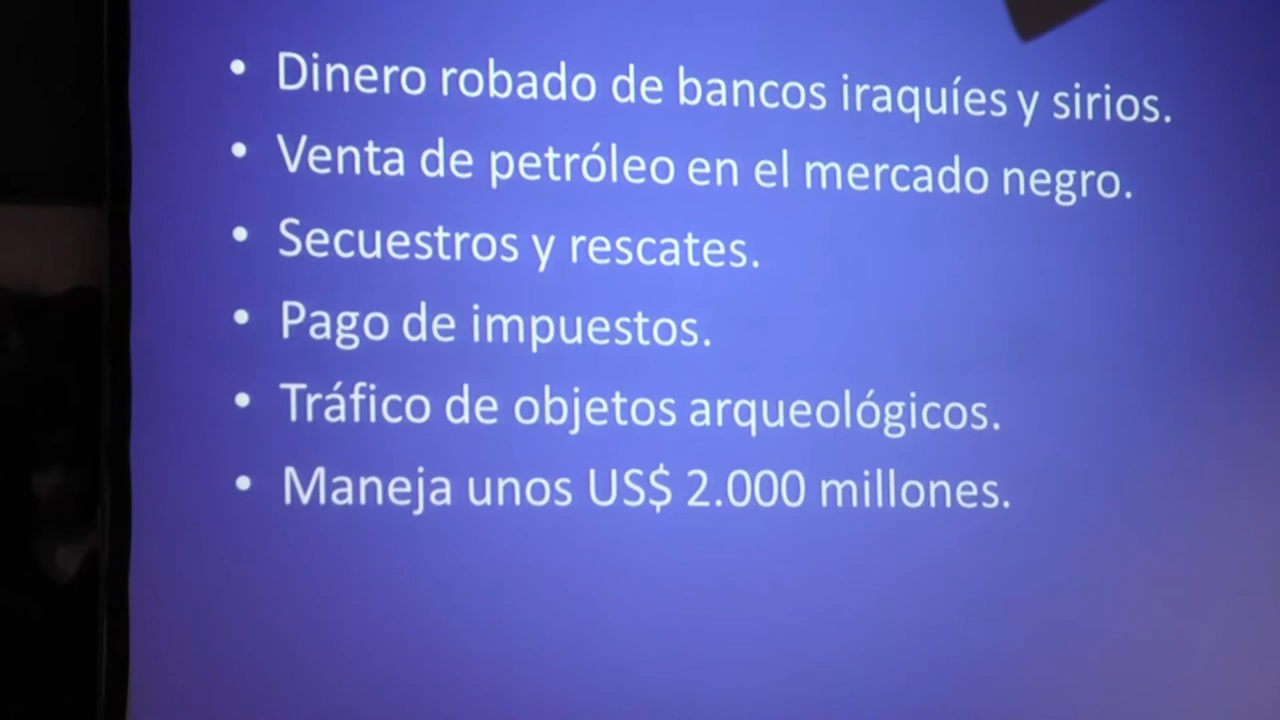 • Dinero robado de bancos iraquíes y sirios.
• Venta de petróleo en el mercado negro.
• Secuestros y rescates.
• Pago de impuestos.
• Tráfico de objetos arqueológicos.
• Maneja unos US$ 2.000 millones.